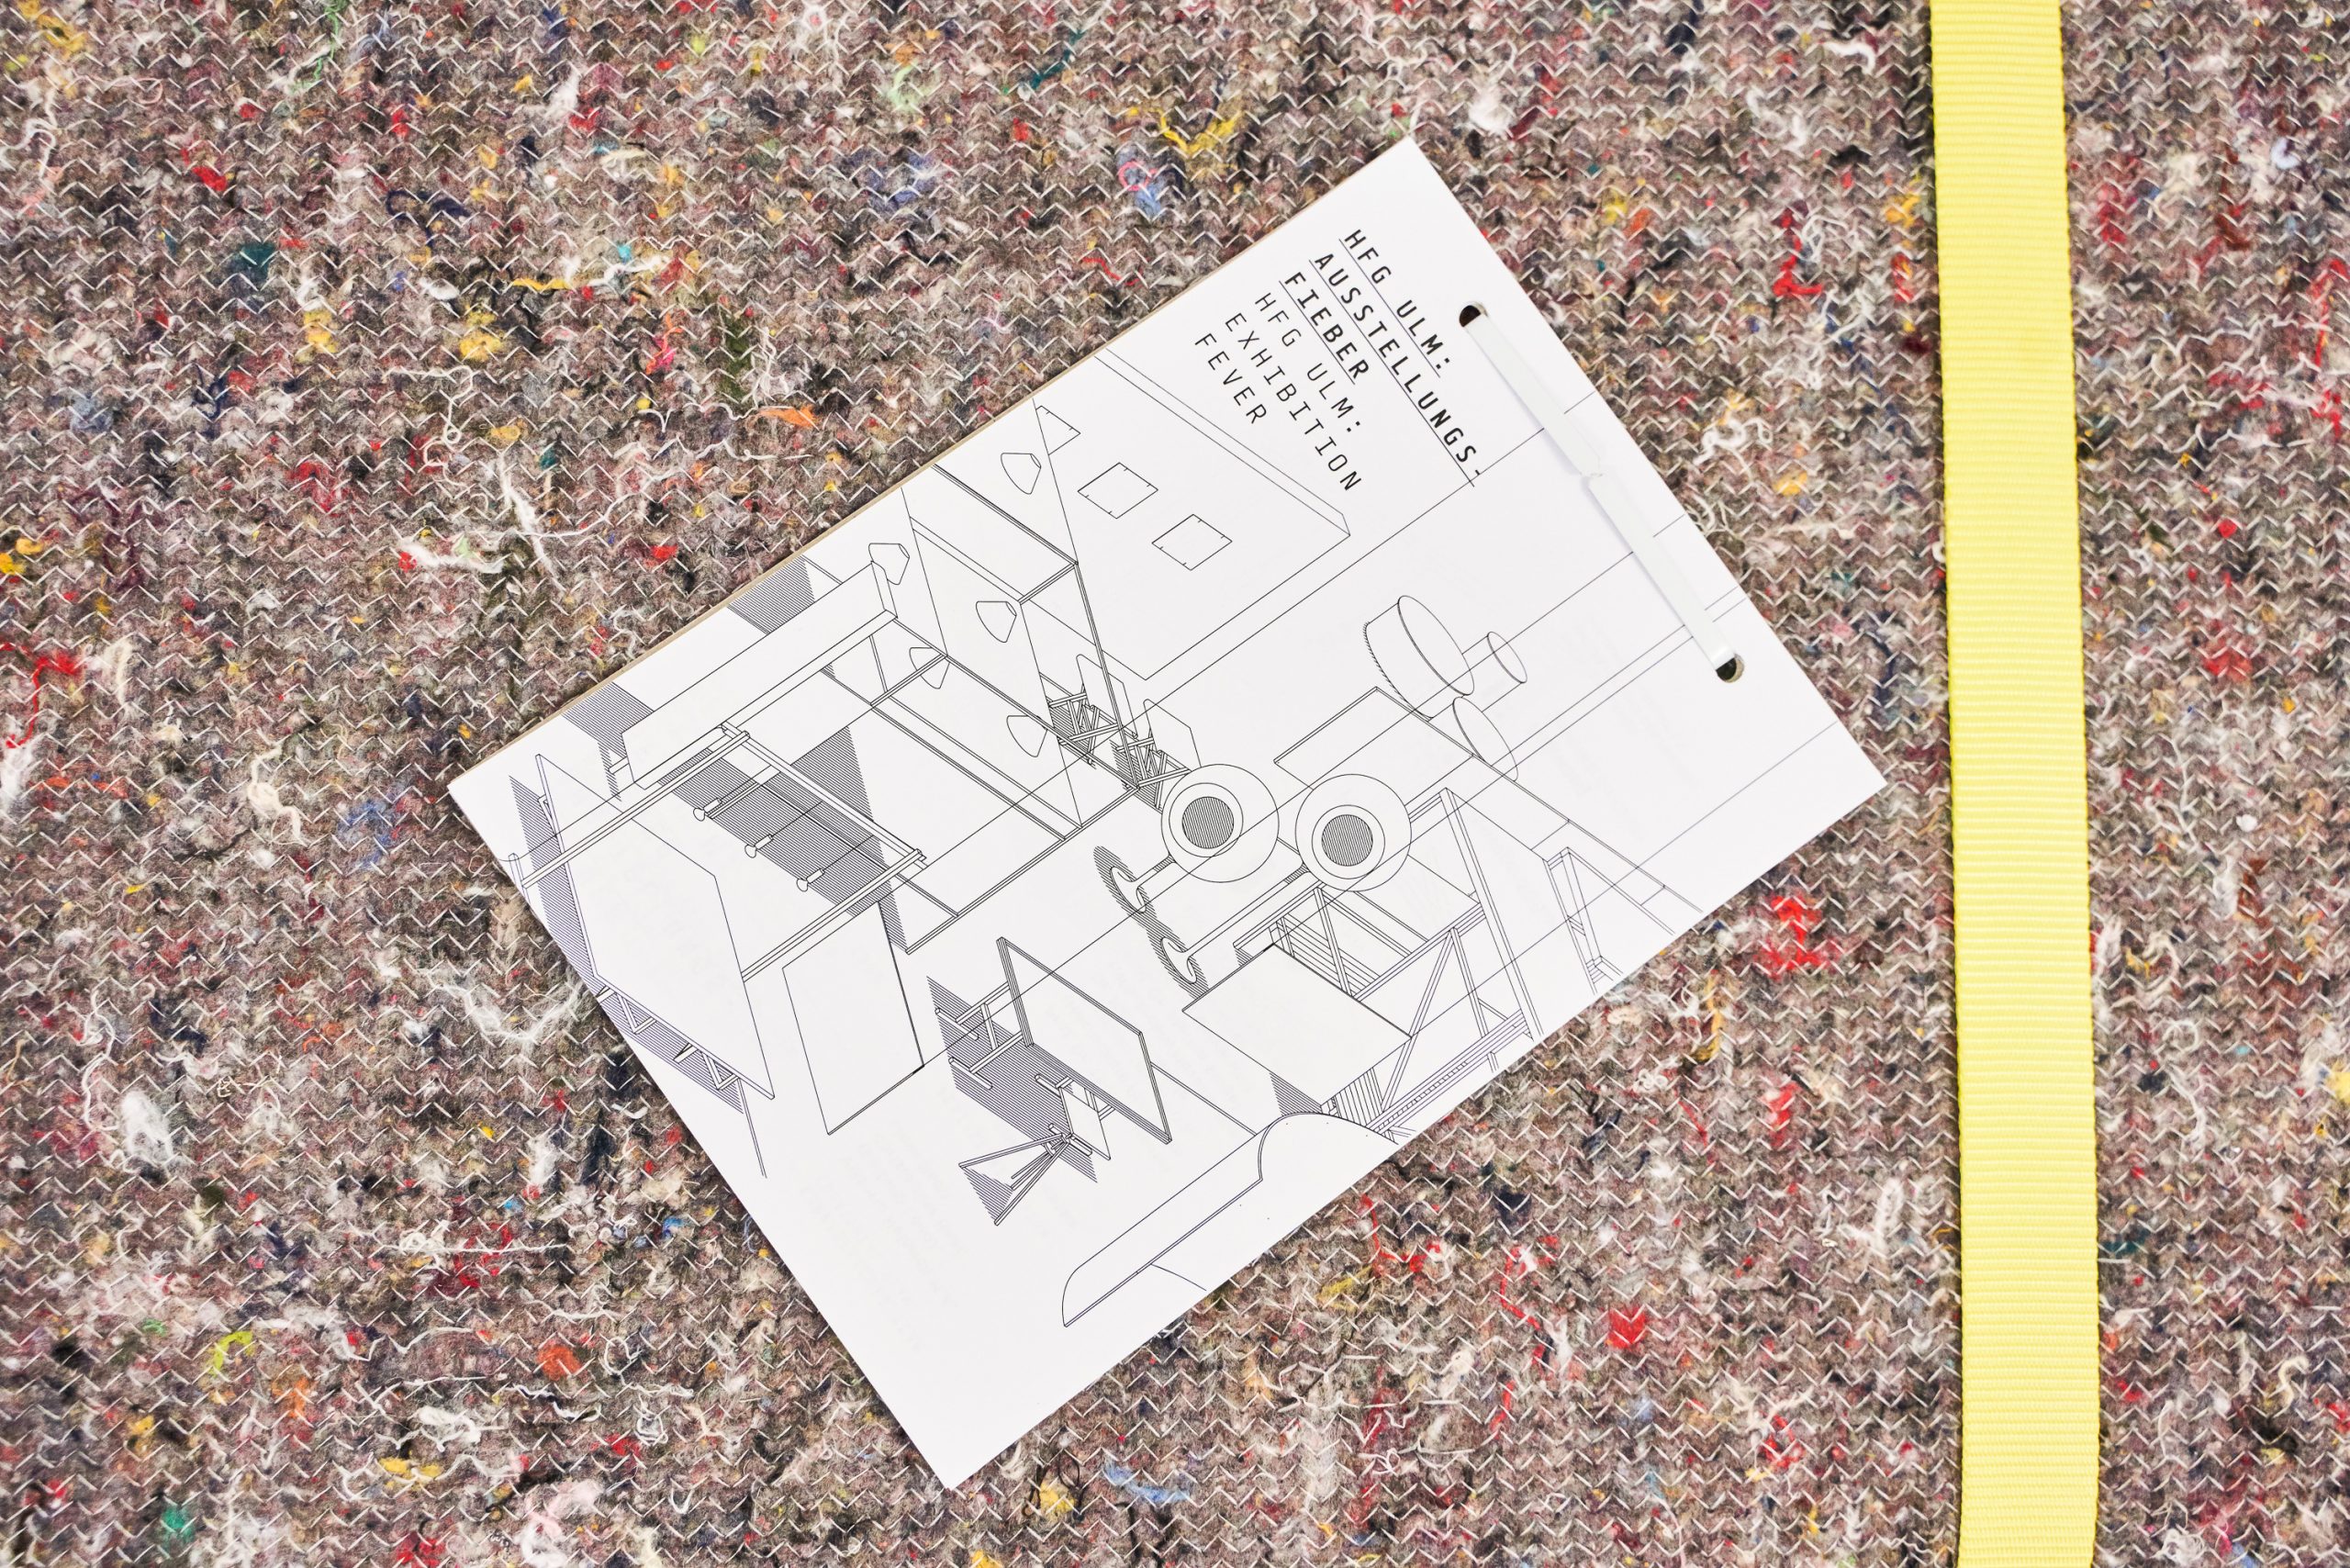 HFG ULM:
AUSSTELLUNGS-
FIEBER
HFG ULM:
EXHIBITION
FEVER